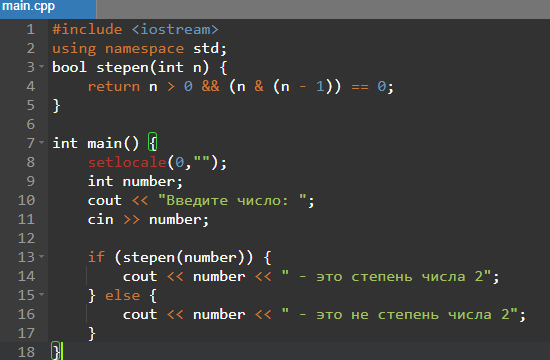 main.cpp
1 #include <iostream>
2 using namespace std;
3 bool stepen(int n) {
4     return n > 0 && (n & (n - 1)) == 0;
5 }
6
7 int main() {
8     setlocale(0,"");
9     int number;
10     cout << "Введите число: ";
11     cin >> number;
12
13     if (stepen(number)) {
14         cout << number << " - это степень числа 2";
15     } else {
16         cout << number << " - это не степень числа 2";
17     }
18 }